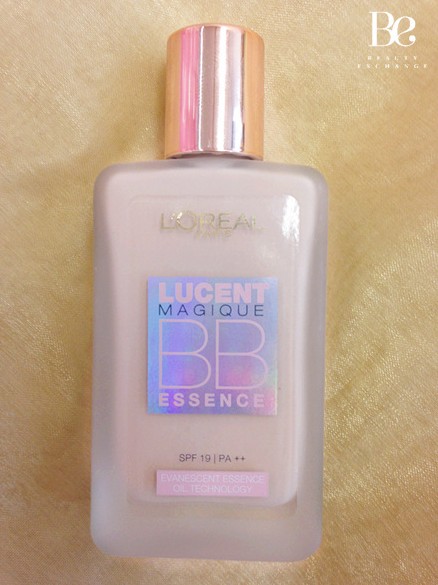 Be
BEAUTY
EXCHANGE
L'ORÉAL
PARIS
LUCENT
MAGIQUE
BB
ESSENCE
SPF 19 | PA ++
EVANESCENT ESSENCE
OIL TECHNOLOGY